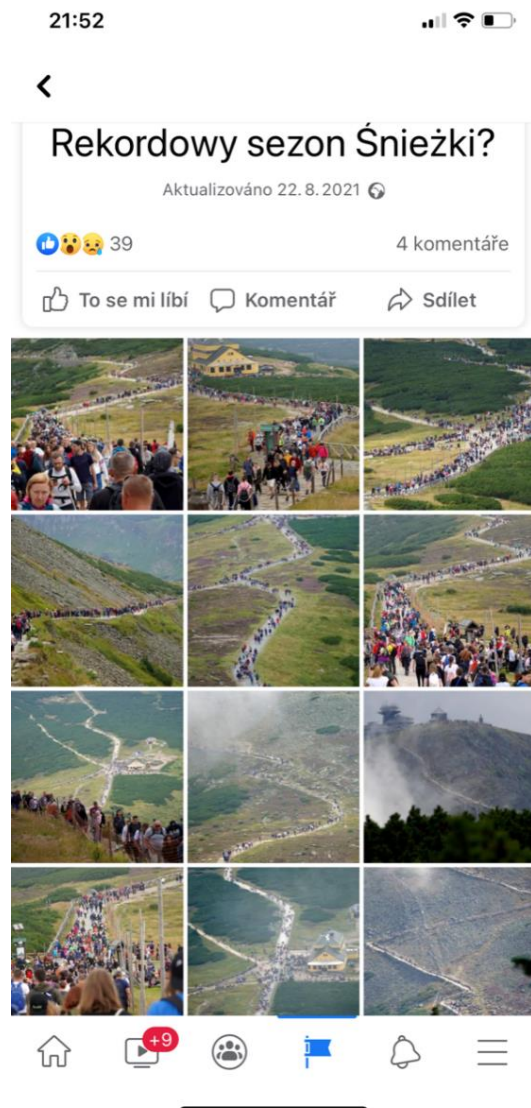 21:52
Rekordowy sezon Śnieżki?
Aktualizováno 22. 8. 2021
39
4 komentáře
To se mi líbí Komentář Sdílet
+9